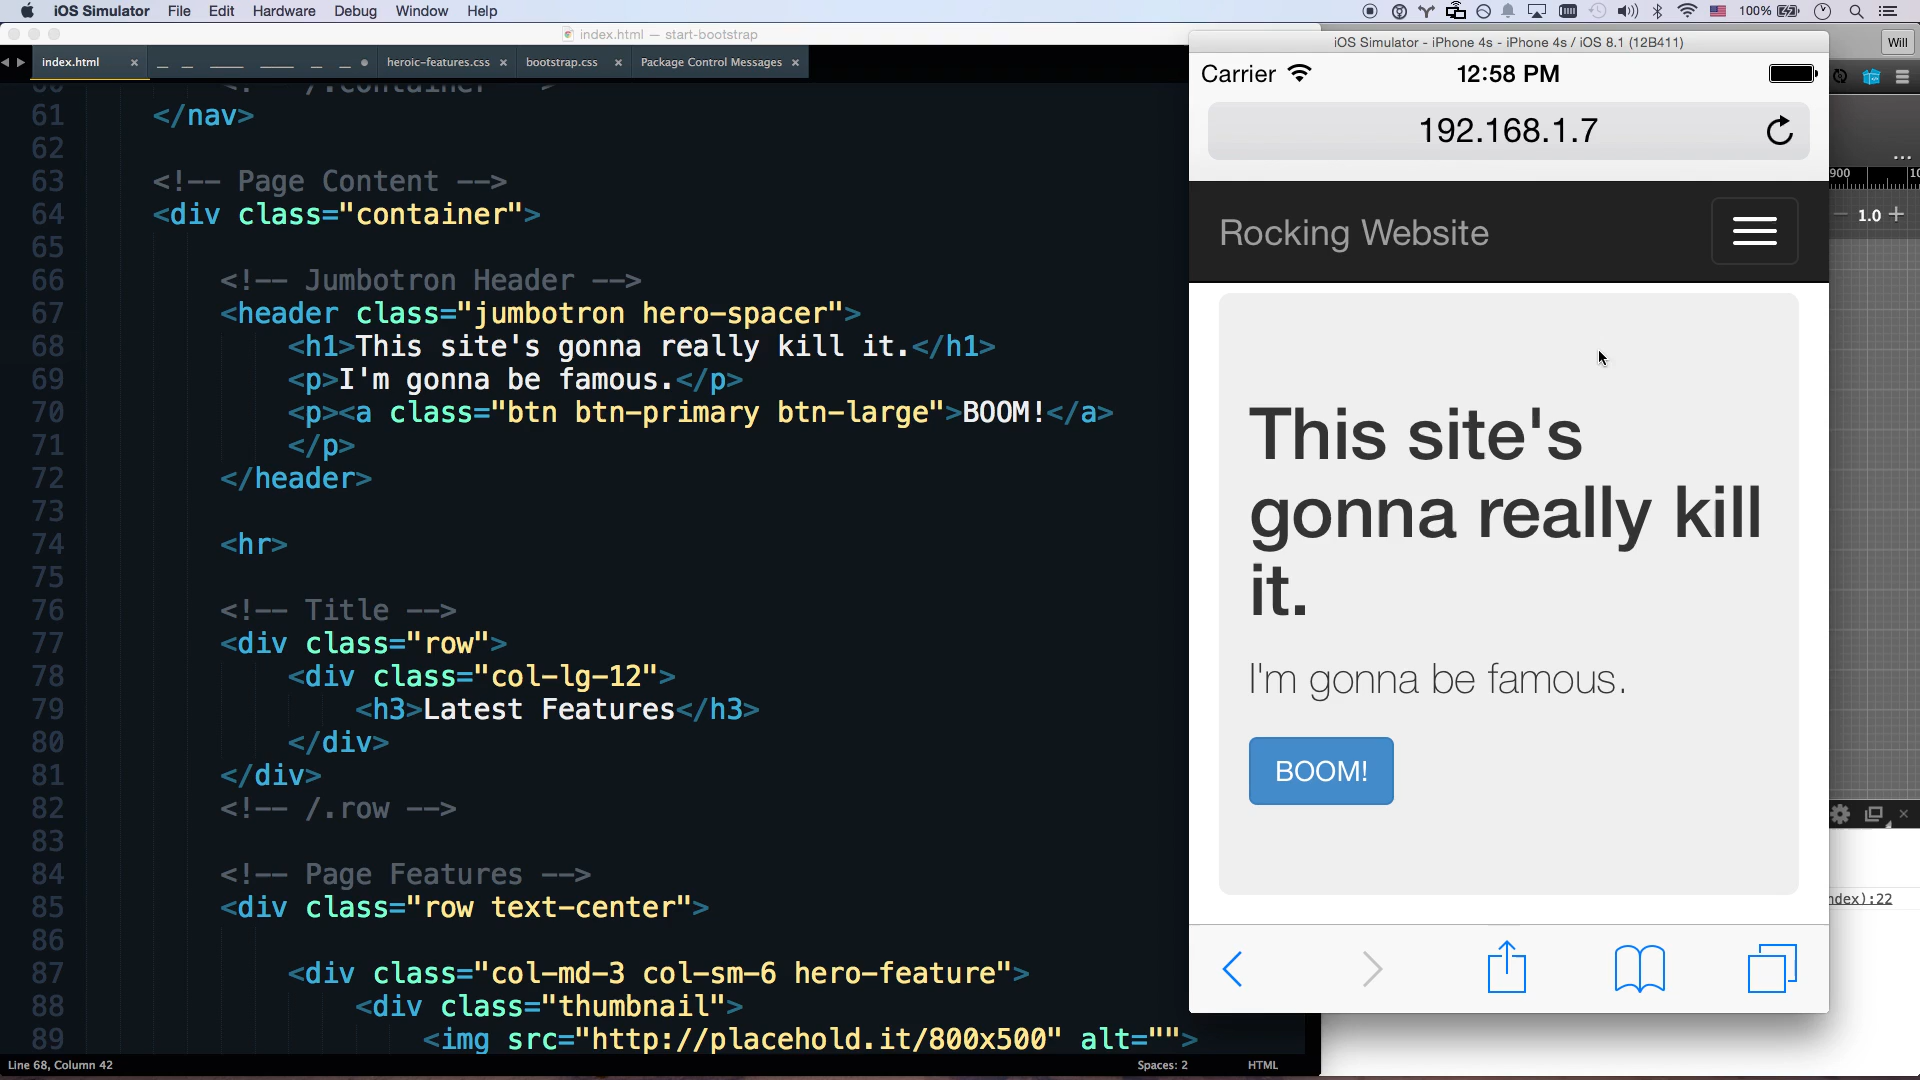 iOS Simulator File Edit Hardware Debug Window Help
100%
index.html — start-bootstrap
index.html
heroic-features.css
bootstrap.css
Package Control Messages
61 </nav>
62
63 <!-- Page Content -->
64 <div class="container">
65
66 <!-- Jumbotron Header -->
67 <header class="jumbotron hero-spacer">
68 <h1>This site's gonna really kill it.</h1>
69 <p>I'm gonna be famous.</p>
70 <p><a class="btn btn-primary btn-large">BOOM!</a>
71 </p>
72 </header>
73
74 <hr>
75
76 <!-- Title -->
77 <div class="row">
78 <div class="col-lg-12">
79 <h3>Latest Features</h3>
80 </div>
81 </div>
82 <!-- /.row -->
83
84 <!-- Page Features -->
85 <div class="row text-center">
86
87 <div class="col-md-3 col-sm-6 hero-feature">
88 <div class="thumbnail">
89 <img src="http://placehold.it/800x500" alt="">
Line 68, Column 42
Spaces: 2
HTML
iOS Simulator - iPhone 4s - iPhone 4s / iOS 8.1 (12B411)
Carrier
12:58 PM
192.168.1.7
Rocking Website
This site's
gonna really kill
it.
I'm gonna be famous.
BOOM!
Will
...
900
1.0
ndex):22